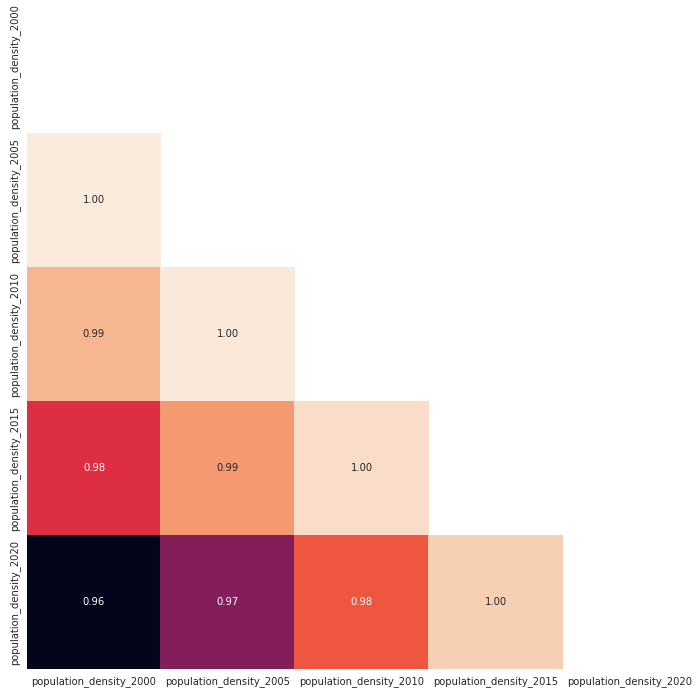 population_density_2000
population_density_2005
1.00
population_density_2010
0.99 1.00
population_density_2015
0.98 0.99 1.00
population_density_2020
0.96 0.97 0.98 1.00
population_density_2000 population_density_2005 population_density_2010 population_density_2015 population_density_2020